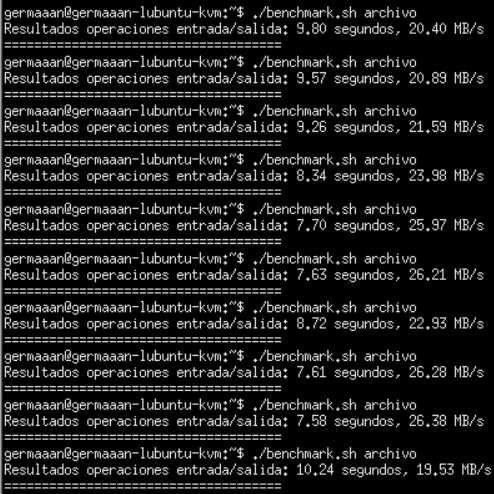 germaaan@germaaan-lubuntu-kvm:~$ ./benchmark.sh archivo
Resultados operaciones entrada/salida: 9.80 segundos, 20.40 MB/s
=====================================
germaaan@germaaan-lubuntu-kvm:~$ ./benchmark.sh archivo
Resultados operaciones entrada/salida: 9.57 segundos, 20.89 MB/s
=====================================
germaaan@germaaan-lubuntu-kvm:~$ ./benchmark.sh archivo
Resultados operaciones entrada/salida: 9.26 segundos, 21.59 MB/s
=====================================
germaaan@germaaan-lubuntu-kvm:~$ ./benchmark.sh archivo
Resultados operaciones entrada/salida: 8.34 segundos, 23.98 MB/s
=====================================
germaaan@germaaan-lubuntu-kvm:~$ ./benchmark.sh archivo
Resultados operaciones entrada/salida: 7.70 segundos, 25.97 MB/s
=====================================
germaaan@germaaan-lubuntu-kvm:~$ ./benchmark.sh archivo
Resultados operaciones entrada/salida: 7.63 segundos, 26.21 MB/s
=====================================
germaaan@germaaan-lubuntu-kvm:~$ ./benchmark.sh archivo
Resultados operaciones entrada/salida: 8.72 segundos, 22.93 MB/s
=====================================
germaaan@germaaan-lubuntu-kvm:~$ ./benchmark.sh archivo
Resultados operaciones entrada/salida: 7.61 segundos, 26.28 MB/s
=====================================
germaaan@germaaan-lubuntu-kvm:~$ ./benchmark.sh archivo
Resultados operaciones entrada/salida: 7.58 segundos, 26.38 MB/s
=====================================
germaaan@germaaan-lubuntu-kvm:~$ ./benchmark.sh archivo
Resultados operaciones entrada/salida: 10.24 segundos, 19.53 MB/s
=====================================